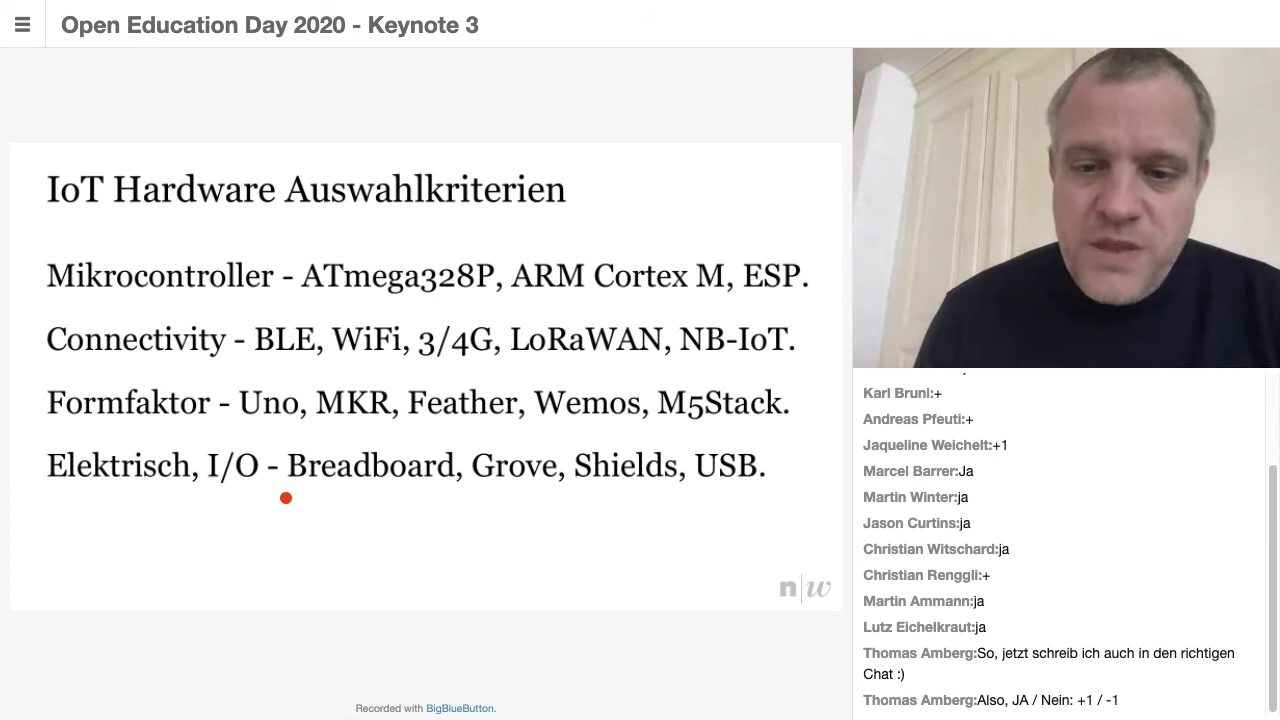 Open Education Day 2020 - Keynote 3
IoT Hardware Auswahlkriterien
Mikrocontroller - ATmega328P, ARM Cortex M, ESP.
Connectivity - BLE, WiFi, 3/4G, LoRaWAN, NB-IoT.
Formfaktor - Uno, MKR, Feather, Wemos, M5Stack.
Elektrisch, I/O - Breadboard, Grove, Shields, USB.
n|w
Recorded with BigBlueButton.
Karl Bruni:+
Andreas Pfeuti:+
Jaqueline Weichelt:+1
Marcel Barrer:Ja
Martin Winter:ja
Jason Curtins:ja
Christian Witschard:ja
Christian Renggli:+
Martin Ammann:ja
Lutz Eichelkraut:ja
Thomas Amberg:So, jetzt schreib ich auch in den richtigen
Chat :)
Thomas Amberg:Also, JA / Nein: +1 / -1